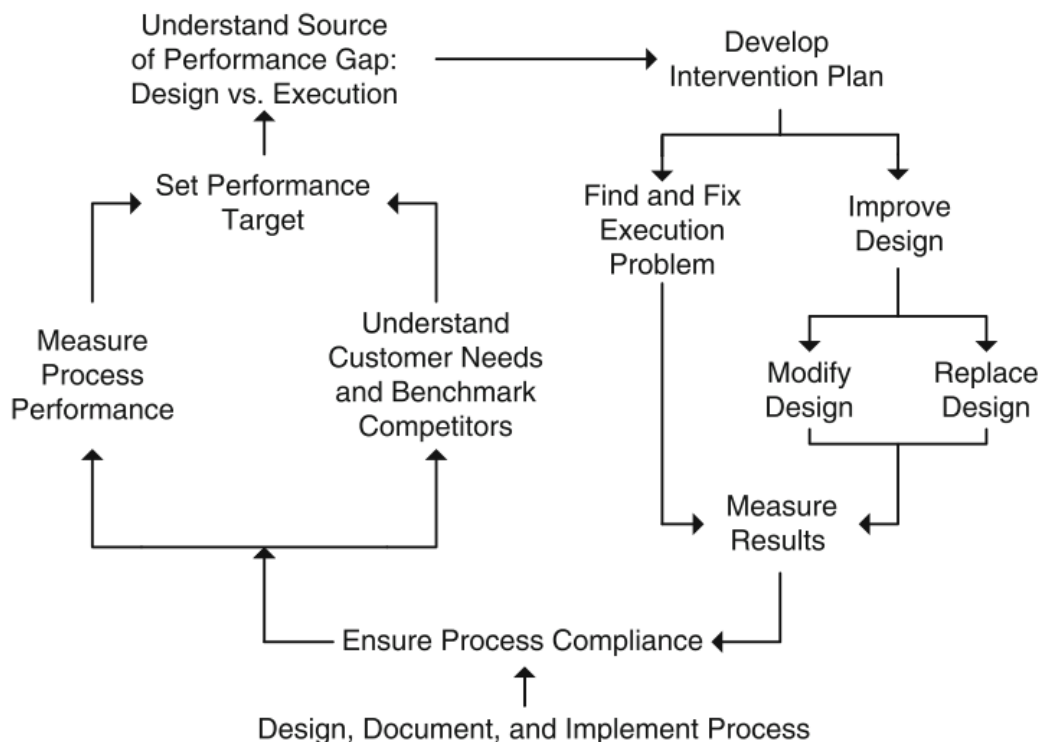 Understand Source
of Performance Gap:
Design vs. Execution
Develop
Intervention Plan
Set Performance
Target
Find and Fix
Execution
Problem
Improve
Design
Measure
Process
Performance
Understand
Customer Needs
and Benchmark
Competitors
Modify
Design
Replace
Design
Measure
Results
Ensure Process Compliance
Design, Document, and Implement Process